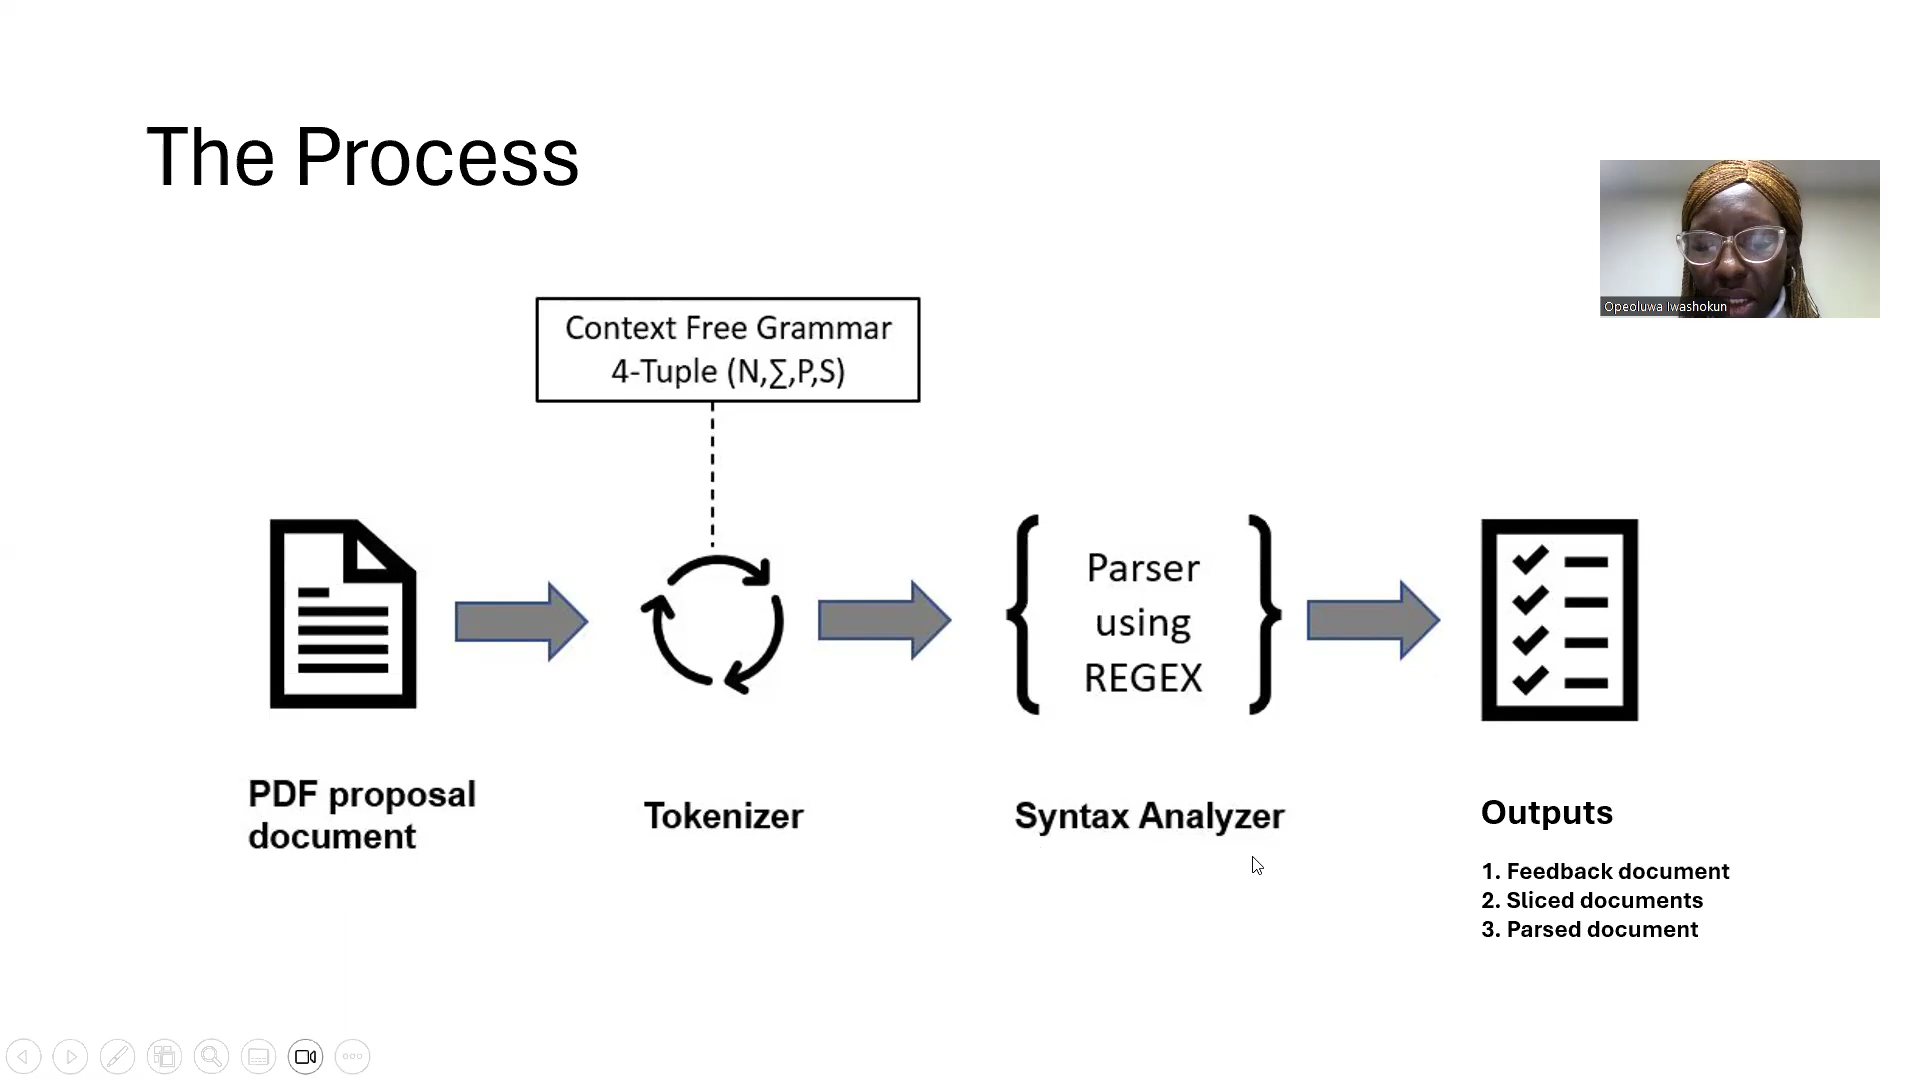 The Process
Opeoluwa Iwashokun
Context Free Grammar
4-Tuple (N,∑,P,S)
Parser
using
REGEX
PDF proposal
document
Tokenizer
Syntax Analyzer
Outputs
1. Feedback document
2. Sliced documents
3. Parsed document